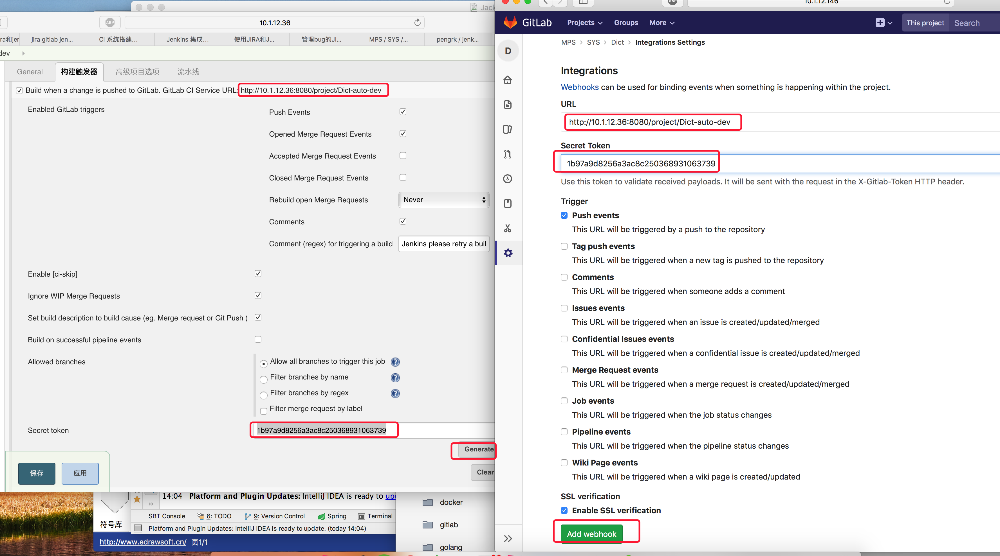 Jack
10.1.12.36
ABP
ra和jer
jira gitlab jen...
CI 系统搭建...
Jenkins 集成...
使用JIRA和J...
管理bug的JI...
MPS / SYS /...
pengrk / jenk...
dev
General
构建触发器
高级项目选项
流水线
Build when a change is pushed to GitLab. GitLab CI Service URL: http://10.1.12.36:8080/project/Dict-auto-dev
Enabled GitLab triggers
Push Events
Opened Merge Request Events
Accepted Merge Request Events
Closed Merge Request Events
Rebuild open Merge Requests
Never
Comments
Comment (regex) for triggering a build
Jenkins please retry a buil
Enable [ci-skip]
Ignore WIP Merge Requests
Set build description to build cause (eg. Merge request or Git Push )
Build on successful pipeline events
Allowed branches
Allow all branches to trigger this job
Filter branches by name
Filter branches by regex
Filter merge request by label
Secret token
1b97a9d8256a3ac8c250368931063739
Generate
Clear
保存
应用
14:04 Platform and Plugin Updates: IntelliJ IDEA is ready to
SBT Console
6: TODO
9: Version Control
Spring
Terminal
符号库
Platform and Plugin Updates: IntelliJ IDEA is ready to update. (today 14:04)
http://www.edrawsoft.cn/ 页1/1
docker
gitlab
golang
ABP
10.1.12.146
GitLab
Projects
Groups
More
This project
Search
D
MPS > SYS > Dict > Integrations Settings
Integrations
Webhooks can be used for binding events when something is happening within the project.
URL
http://10.1.12.36:8080/project/Dict-auto-dev
Secret Token
1b97a9d8256a3ac8c250368931063739
Use this token to validate received payloads. It will be sent with the request in the X-Gitlab-Token HTTP header.
Trigger
Push events
This URL will be triggered by a push to the repository
Tag push events
This URL will be triggered when a new tag is pushed to the repository
Comments
This URL will be triggered when someone adds a comment
Issues events
This URL will be triggered when an issue is created/updated/merged
Confidential Issues events
This URL will be triggered when a confidential issue is created/updated/merged
Merge Request events
This URL will be triggered when a merge request is created/updated/merged
Job events
This URL will be triggered when the job status changes
Pipeline events
This URL will be triggered when the pipeline status changes
Wiki Page events
This URL will be triggered when a wiki page is created/updated
SSL verification
Enable SSL verification
Add webhook